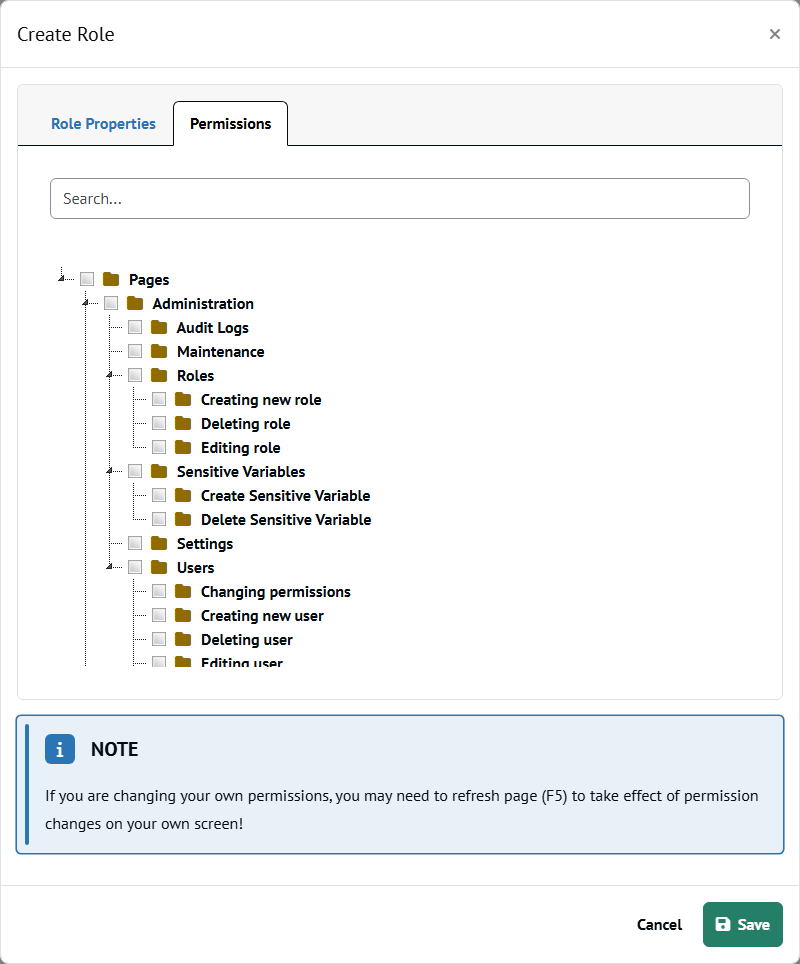 Create Role
×
Role Properties
Permissions
Search...
Pages
Administration
Audit Logs
Maintenance
Roles
Creating new role
Deleting role
Editing role
Sensitive Variables
Create Sensitive Variable
Delete Sensitive Variable
Settings
Users
Changing permissions
Creating new user
Deleting user
Editing user
NOTE
If you are changing your own permissions, you may need to refresh page (F5) to take effect of permission
changes on your own screen!
Cancel
Save